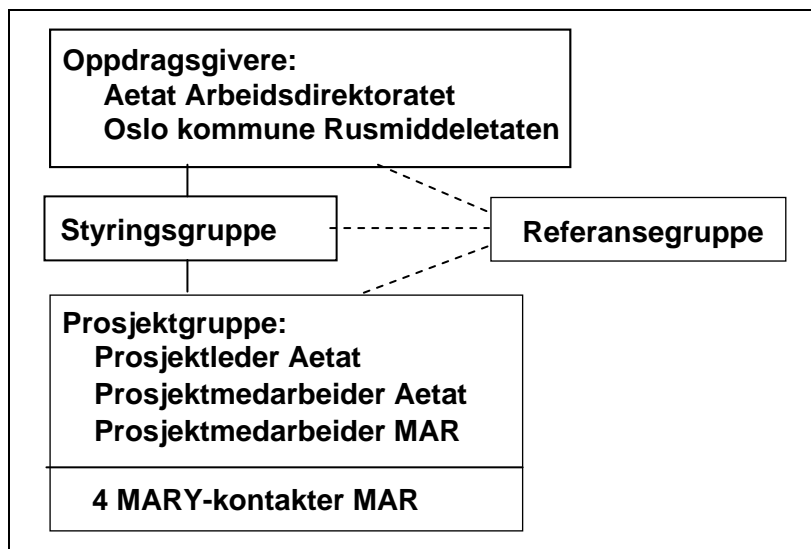 Oppdragsgivere:
Aetat Arbeidsdirektoratet
Oslo kommune Rusmiddeletaten
Styringsgruppe
Referansegruppe
Prosjektgruppe:
Prosjektleder Aetat
Prosjektmedarbeider Aetat
Prosjektmedarbeider MAR
4 MARY-kontakter MAR